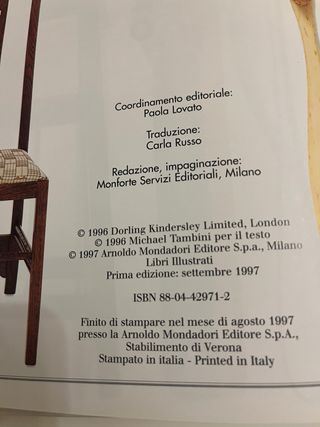 Coordinamento editoriale:
Paola Lovato
Traduzione:
Carla Russo
Redazione, impaginazione:
Monforte Servizi Editoriali, Milano
© 1996 Dorling Kindersley Limited, London
© 1996 Michael Tambini per il testo
© 1997 Arnoldo Mondadori Editore S.p.a., Milano
Libri Illustrati
Prima edizione: settembre 1997
ISBN 88-04-42971-2
Finito di stampare nel mese di agosto 1997
presso la Arnoldo Mondadori Editore S.p.A.,
Stabilimento di Verona
Stampato in italia - Printed in Italy